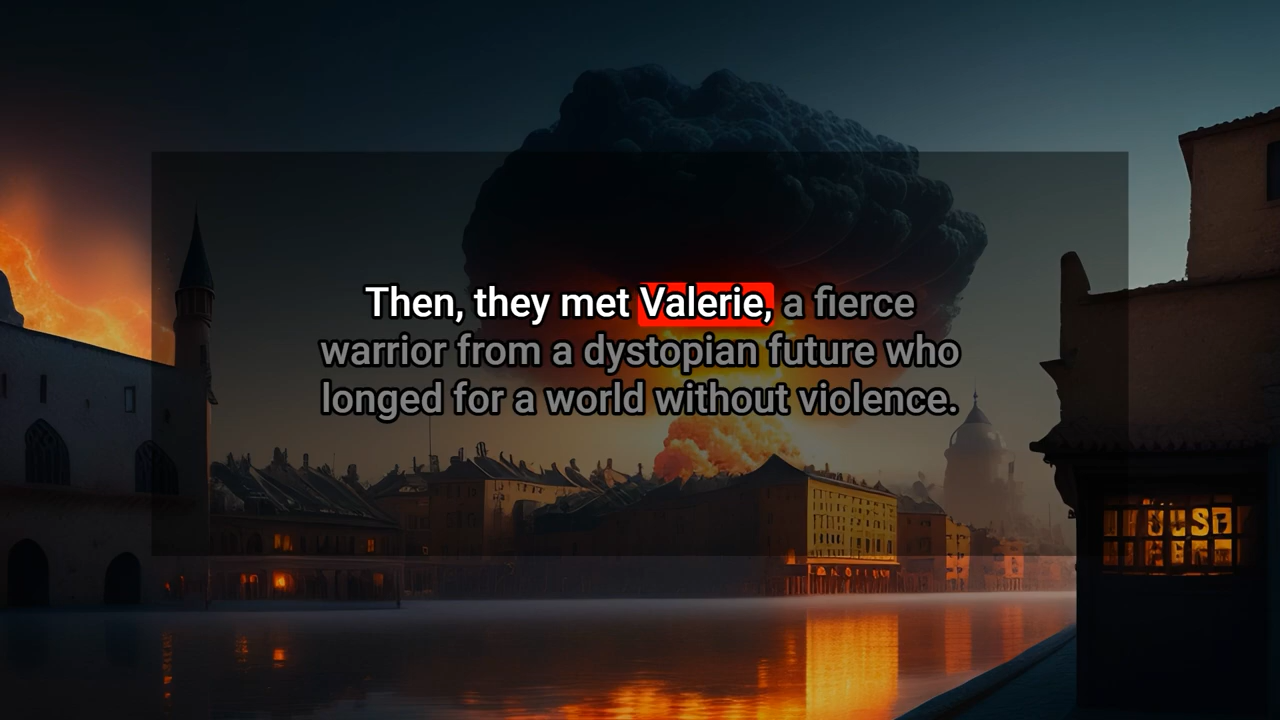 Then, they met Valerie, a fierce
warrior from a dystopian future who
longed for a world without violence.